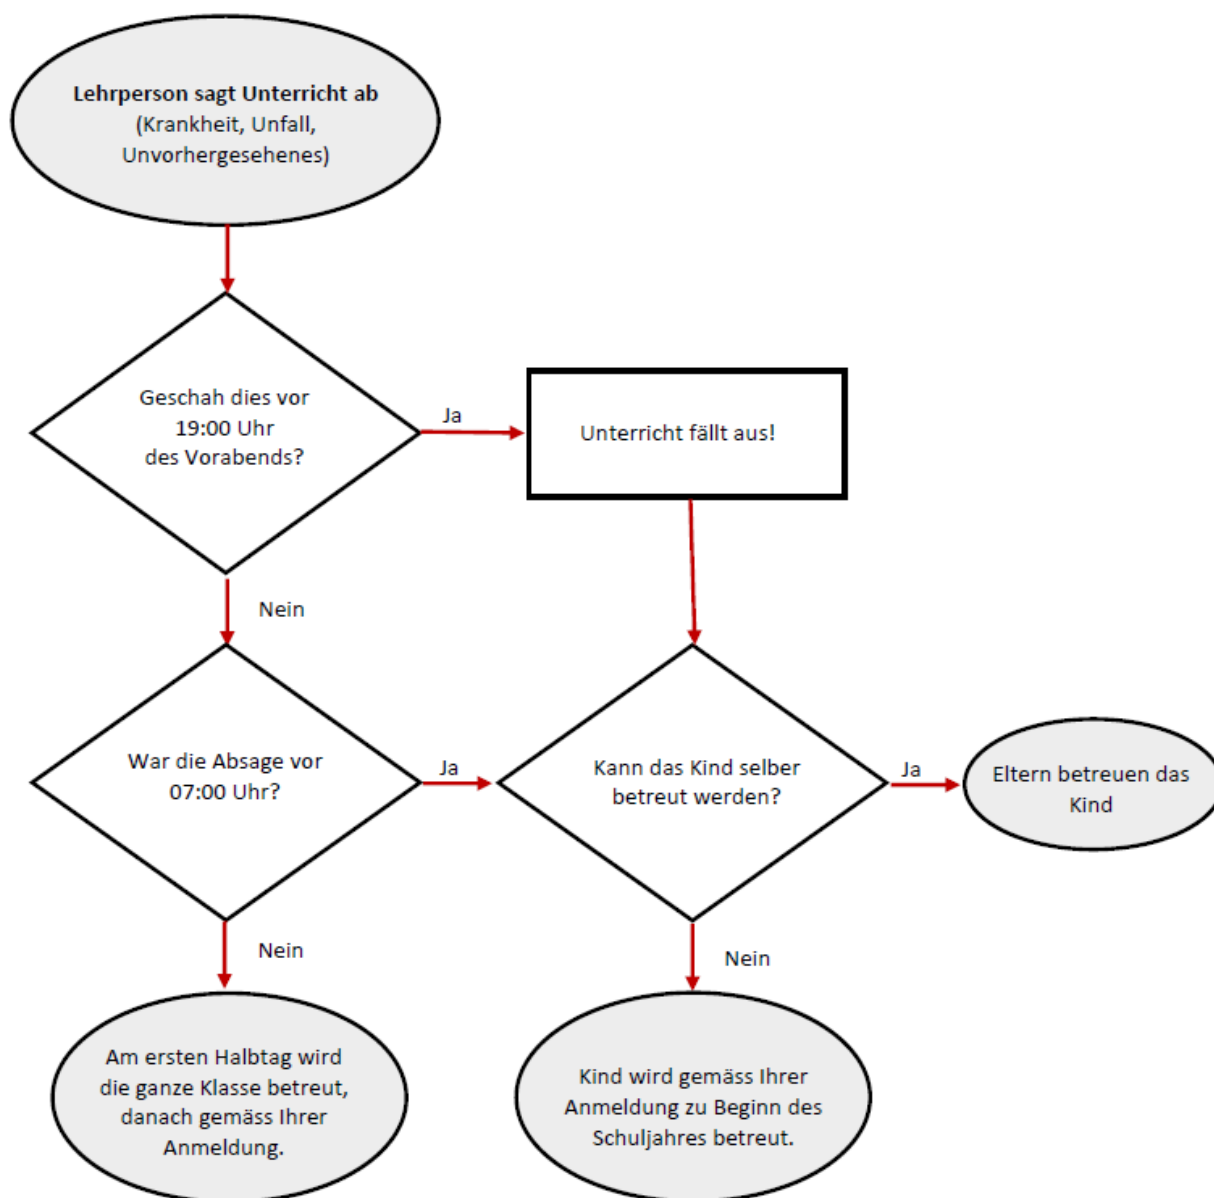 Lehrperson sagt Unterricht ab
(Krankheit, Unfall,
Unvorhergesehenes)
Geschah dies vor
19:00 Uhr
des Vorabends?
Ja
Unterricht fällt aus!
Nein
War die Absage vor
07:00 Uhr?
Ja
Kann das Kind selber
betreut werden?
Ja
Eltern betreuen das
Kind
Nein
Nein
Am ersten Halbtag wird
die ganze Klasse betreut,
danach gemäss Ihrer
Anmeldung.
Kind wird gemäss Ihrer
Anmeldung zu Beginn des
Schuljahres betreut.